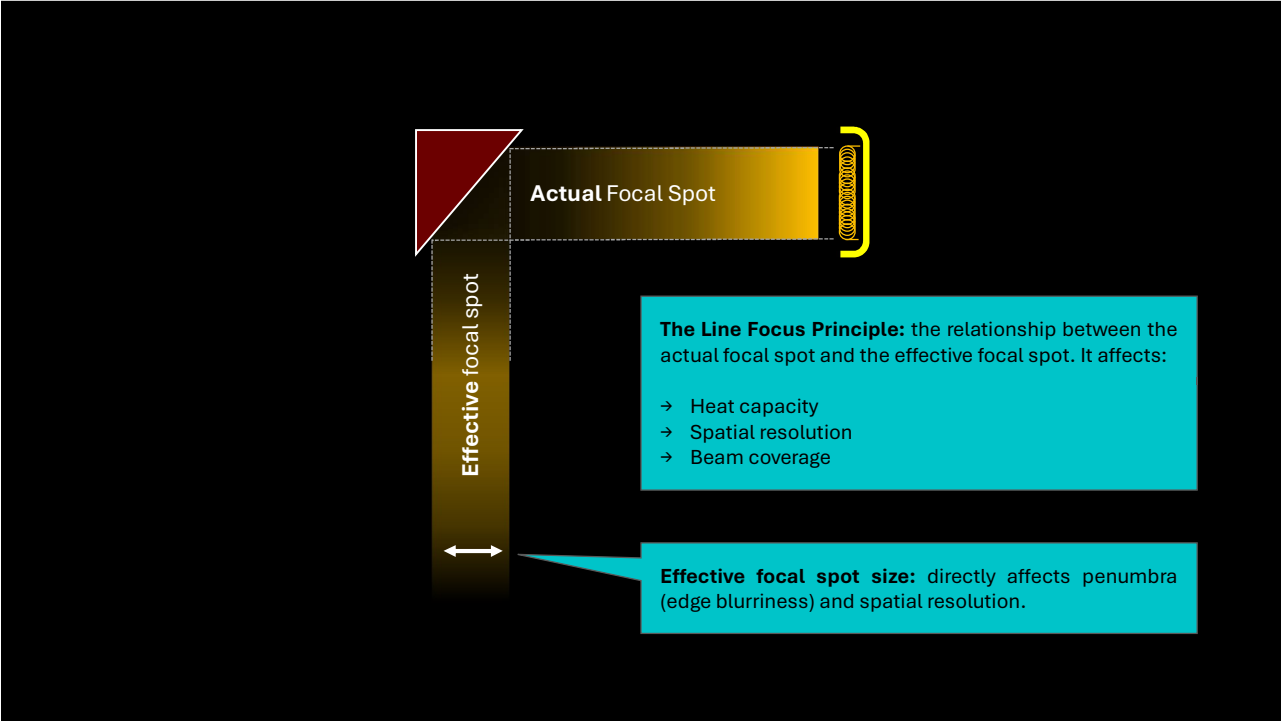 Actual Focal Spot
Effective focal spot
The Line Focus Principle: the relationship between the
actual focal spot and the effective focal spot. It affects:
→ Heat capacity
→ Spatial resolution
→ Beam coverage
Effective focal spot size: directly affects penumbra
(edge blurriness) and spatial resolution.